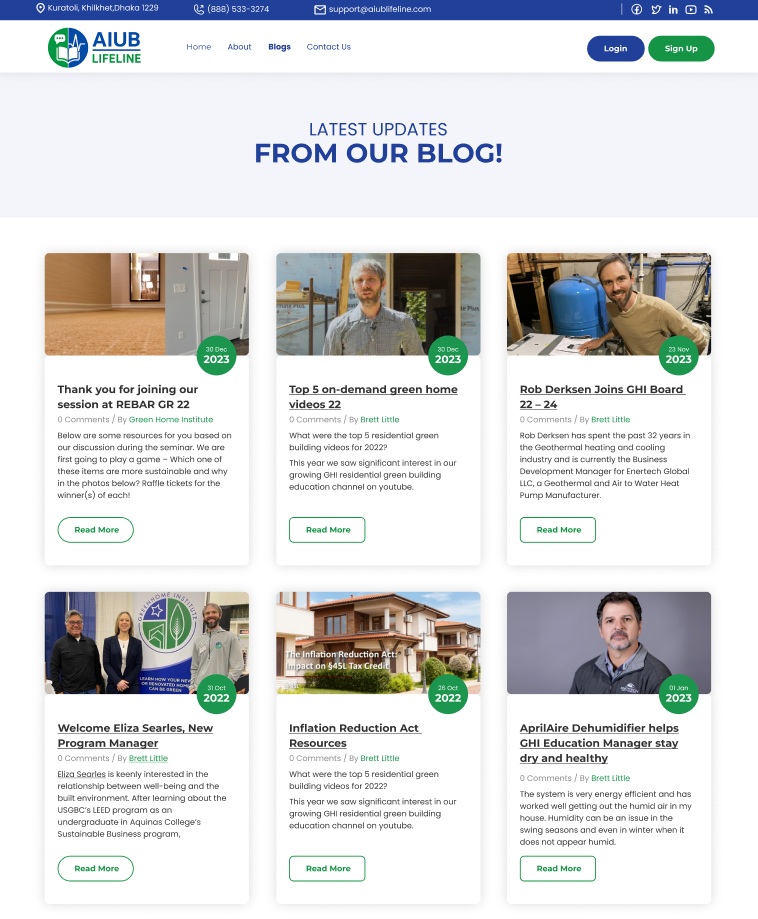 Kuratoli, Khilkhet,Dhaka 1229
(888) 533-3274
support@aiublifeline.com
AIUB
LIFELINE
Home
About
Blogs
Contact Us
Login
Sign Up
LATEST UPDATES
FROM OUR BLOG!
30 Dec
2023
Thank you for joining our
session at REBAR GR 22
0 Comments / By Green Home Institute
Below are some resources for you based on
our discussion during the seminar. We are
first going to play a game – Which one of
these items are more sustainable and why
in the photos below? Raffle tickets for the
winner(s) of each!
Read More
30 Dec
2023
Top 5 on-demand green home
videos 22
0 Comments / By Brett Little
What were the top 5 residential green
building videos for 2022?
This year we saw significant interest in our
growing GHI residential green building
education channel on youtube.
Read More
23 Nov
2023
Rob Derksen Joins GHI Board
22 – 24
0 Comments / By Brett Little
Rob Derksen has spent the past 32 years in
the Geothermal heating and cooling
industry and is currently the Business
Development Manager for Enertech Global
LLC, a Geothermal and Air to Water Heat
Pump Manufacturer.
Read More
GREENHOME INSTITUTE
LEARN HOW YOUR NEW
OR RENOVATED HOME
CAN BE GREEN
31 Oct
2022
Welcome Eliza Searles, New
Program Manager
0 Comments / By Brett Little
Eliza Searles is keenly interested in the
relationship between well-being and the
built environment. After learning about the
USGBC's LEED program as an
undergraduate in Aquinas College's
Sustainable Business program,
Read More
The Inflation Reduction Act:
Impact on §45L Tax Credit
26 Oct
2022
Inflation Reduction Act
Resources
0 Comments / By Brett Little
What were the top 5 residential green
building videos for 2022?
This year we saw significant interest in our
growing GHI residential green building
education channel on youtube.
Read More
01 Jan
2023
AprilAire Dehumidifier helps
GHI Education Manager stay
dry and healthy
0 Comments / By Brett Little
The system is very energy efficient and has
worked well getting out the humid air in my
house. Humidity can be an issue in the
swing seasons and even in winter when it
does not appear humid.
Read More